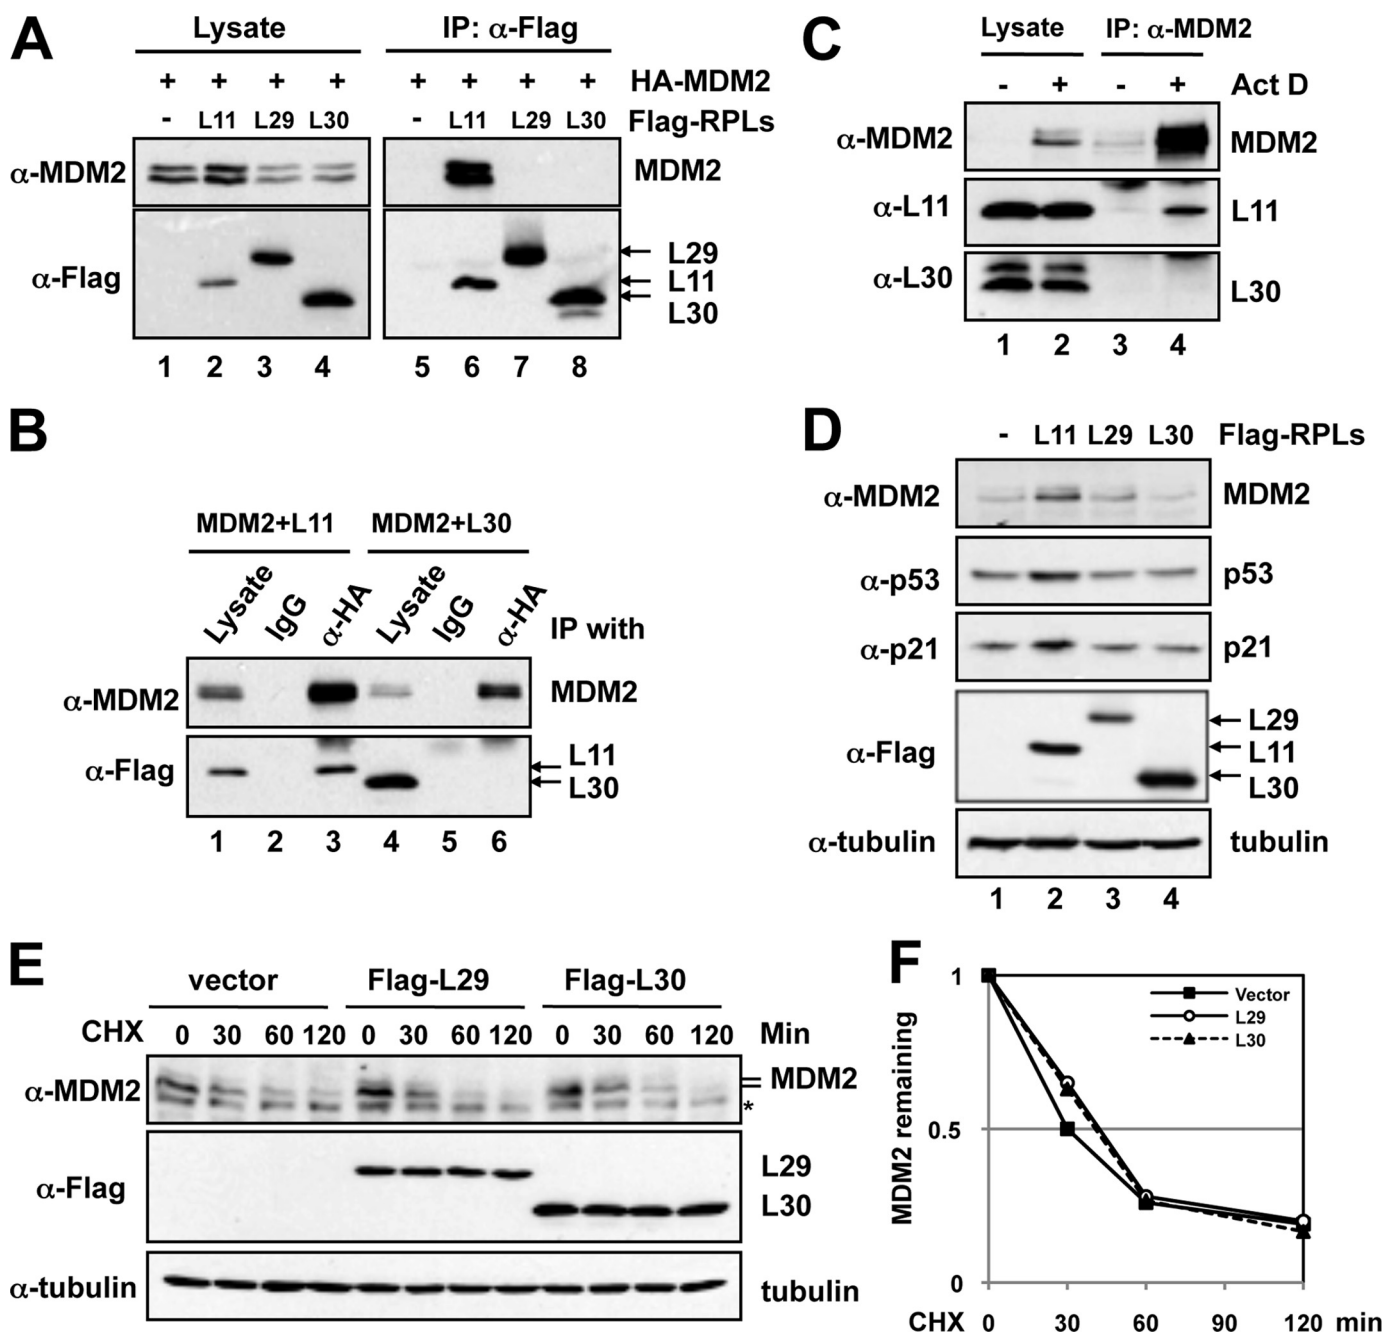 A
Lysate
IP: α-Flag
+ + + + + + + + HA-MDM2
- L11 L29 L30 - L11 L29 L30 Flag-RPLs
α-MDM2
MDM2
α-Flag
L29
L11
L30
1 2 3 4 5 6 7 8
B
MDM2+L11
MDM2+L30
Lysate IgG α-HA Lysate IgG α-HA IP with
α-MDM2
MDM2
α-Flag
L11
L30
1 2 3 4 5 6
C
Lysate
IP: α-MDM2
- + - + Act D
α-MDM2
MDM2
α-L11
L11
α-L30
L30
1 2 3 4
D
- L11 L29 L30 Flag-RPLs
α-MDM2
MDM2
α-p53
p53
α-p21
p21
α-Flag
L29
L11
L30
α-tubulin
tubulin
1 2 3 4
E
vector
Flag-L29
Flag-L30
CHX 0 30 60 120 0 30 60 120 0 30 60 120 Min
α-MDM2
MDM2
*
α-Flag
L29
L30
α-tubulin
tubulin
F
MDM2 remaining
1
0.5
0
Vector
L29
L30
CHX 0 30 60 90 120 min